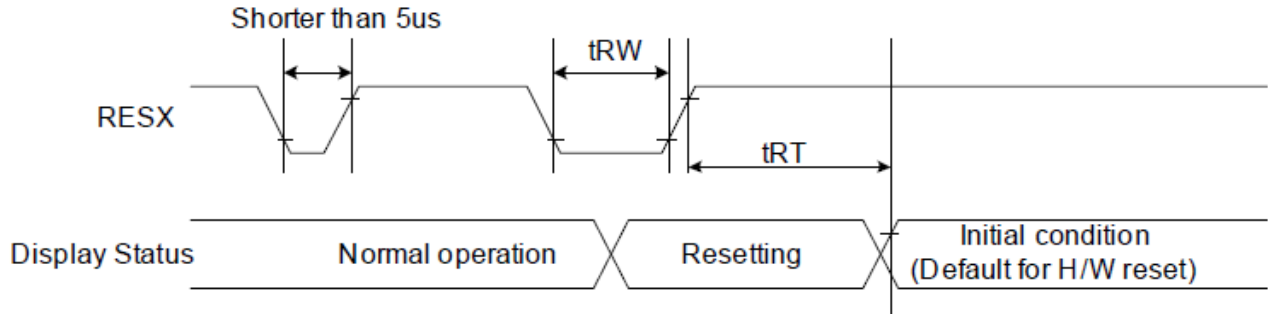 Shorter than 5us
tRW
RESX
tRT
Display Status
Normal operation
Resetting
Initial condition
(Default for H/W reset)